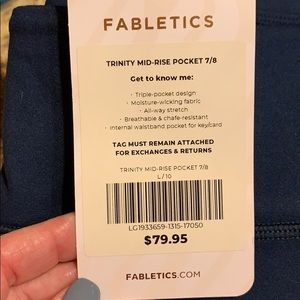 FABLETICS
TRINITY MID-RISE POCKET 7/8
Get to know me:
· Triple-pocket design
· Moisture-wicking fabric
· All-way stretch
· Breathable & chafe-resistant
· Internal waistband pocket for key/card
TAG MUST REMAIN ATTACHED
FOR EXCHANGES & RETURNS
TRINITY MID-RISE POCKET 7/8
L / 10
LG1933659-1315-17050
$79.95
FABLETICS.COM